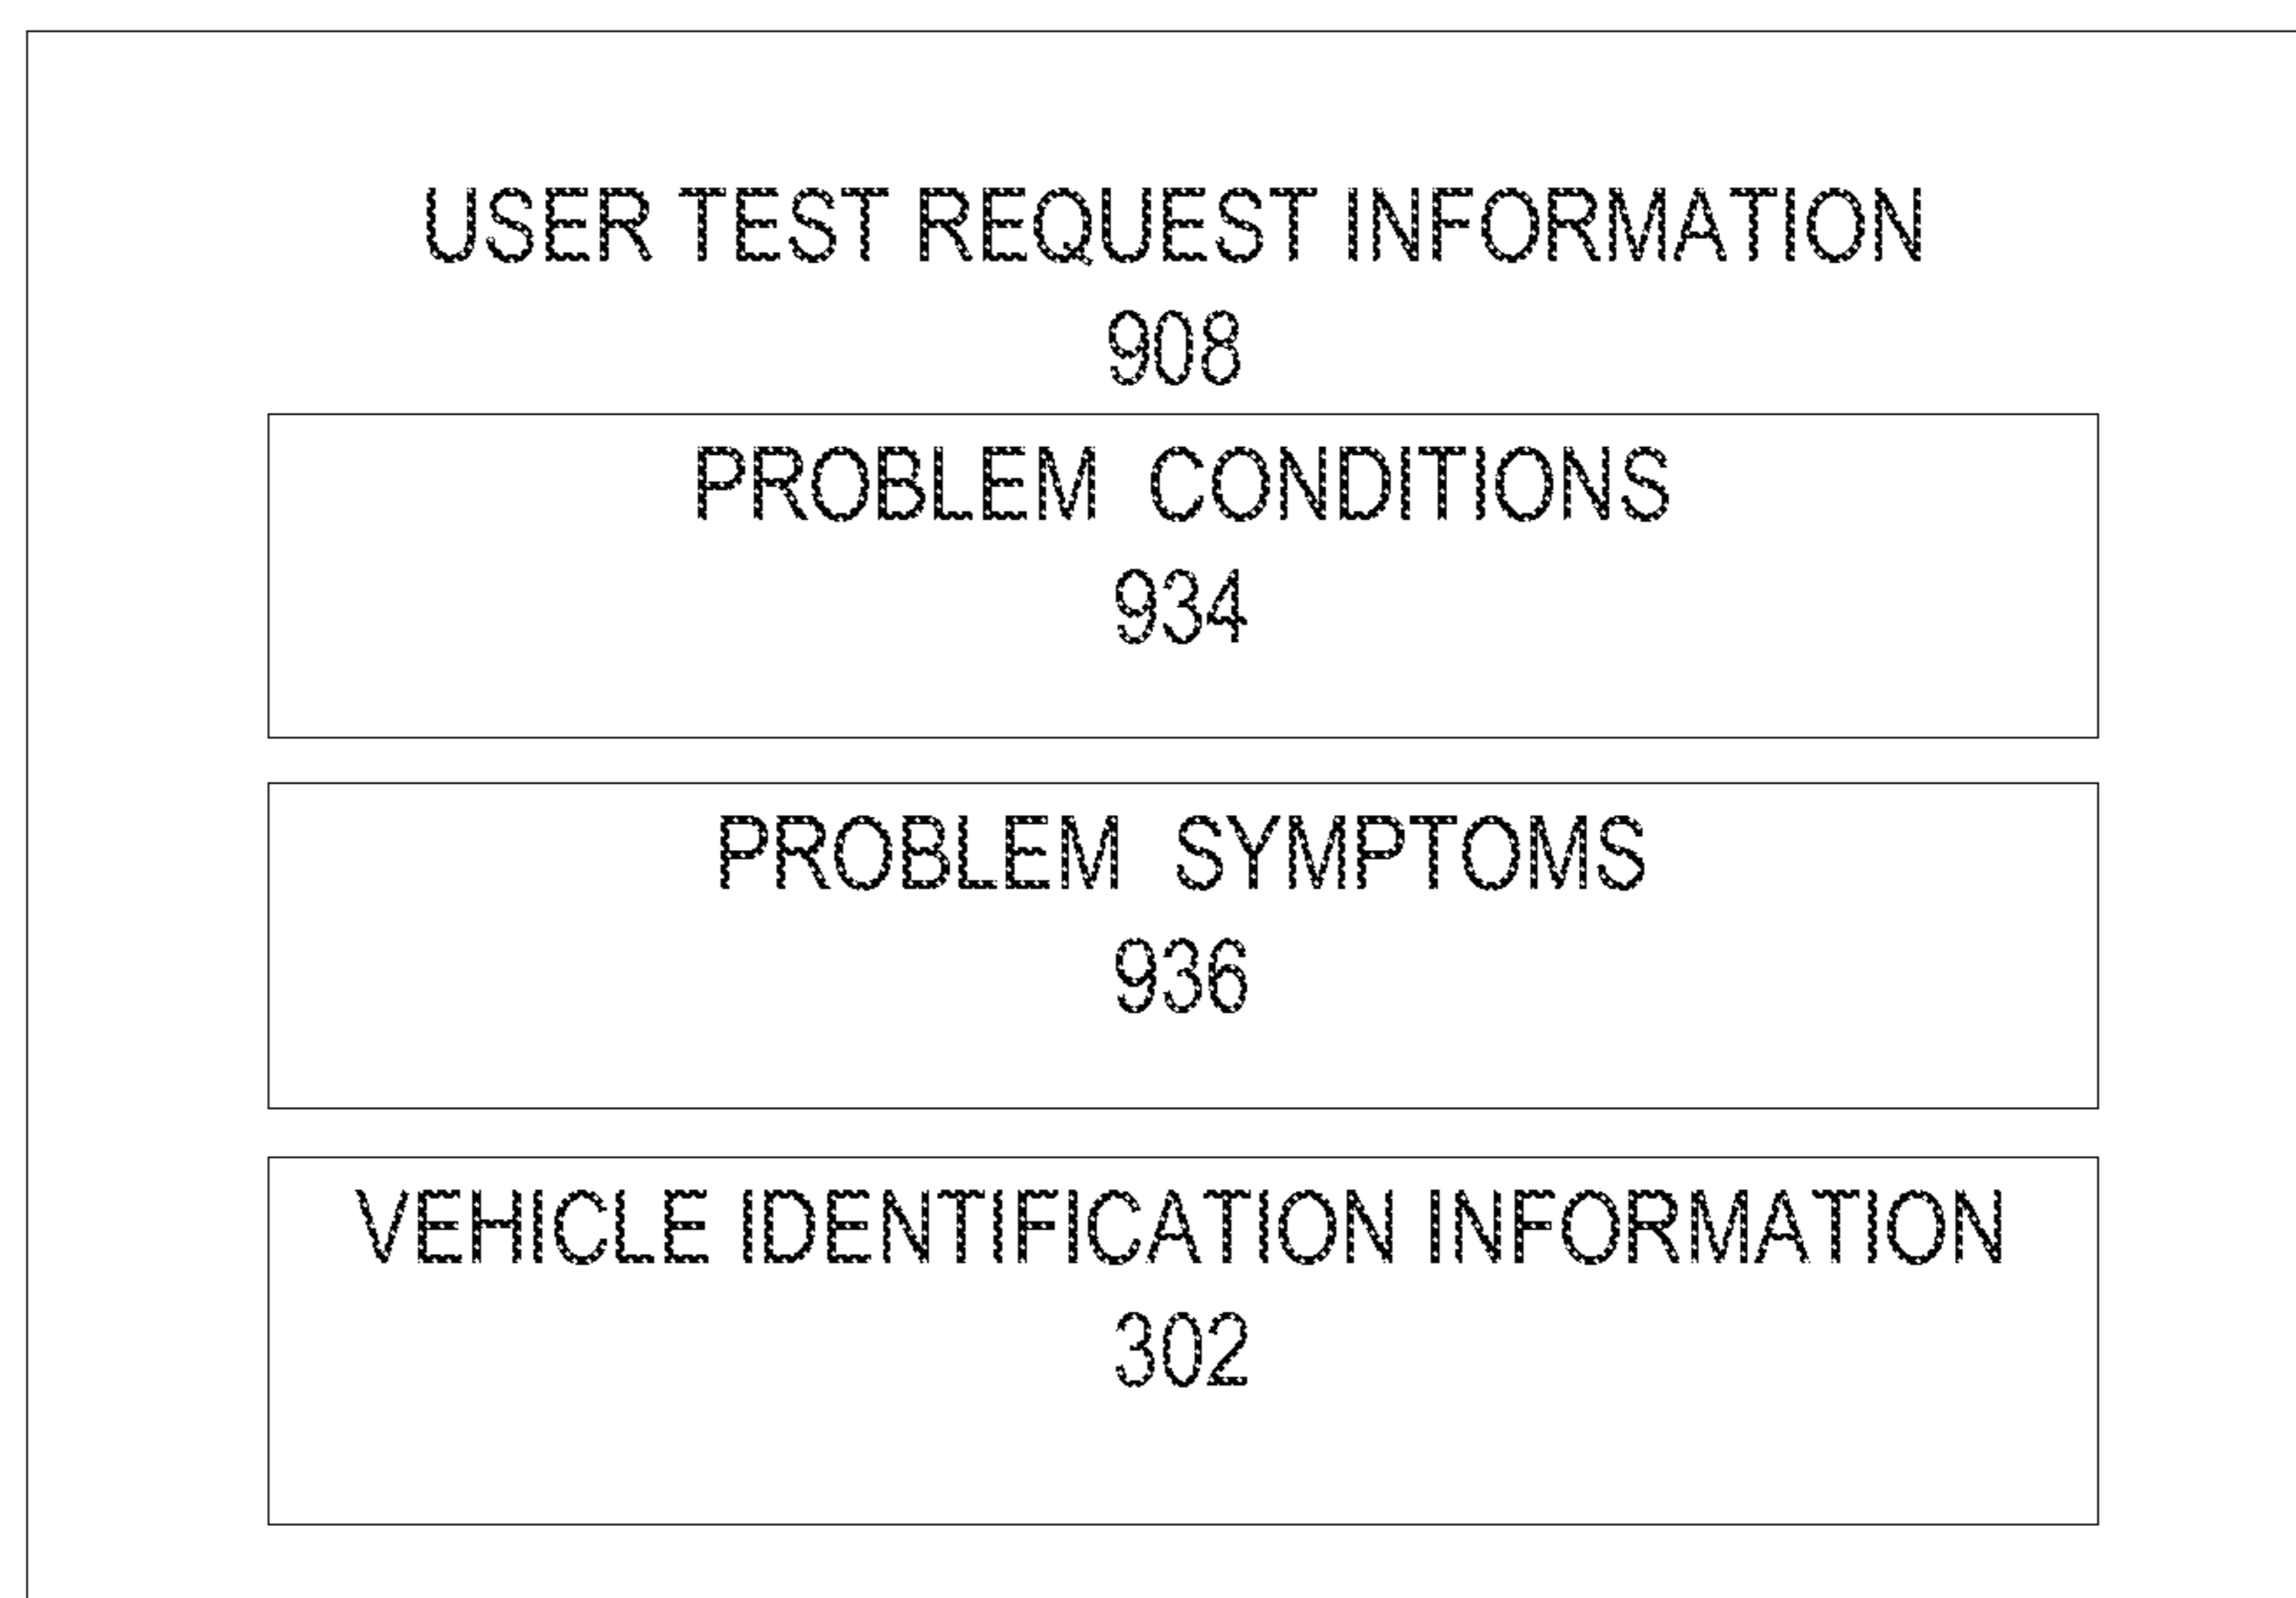 USER TEST REQUEST INFORMATION
908
PROBLEM CONDITIONS
934
PROBLEM SYMPTOMS
936
VEHICLE IDENTIFICATION INFORMATION
302